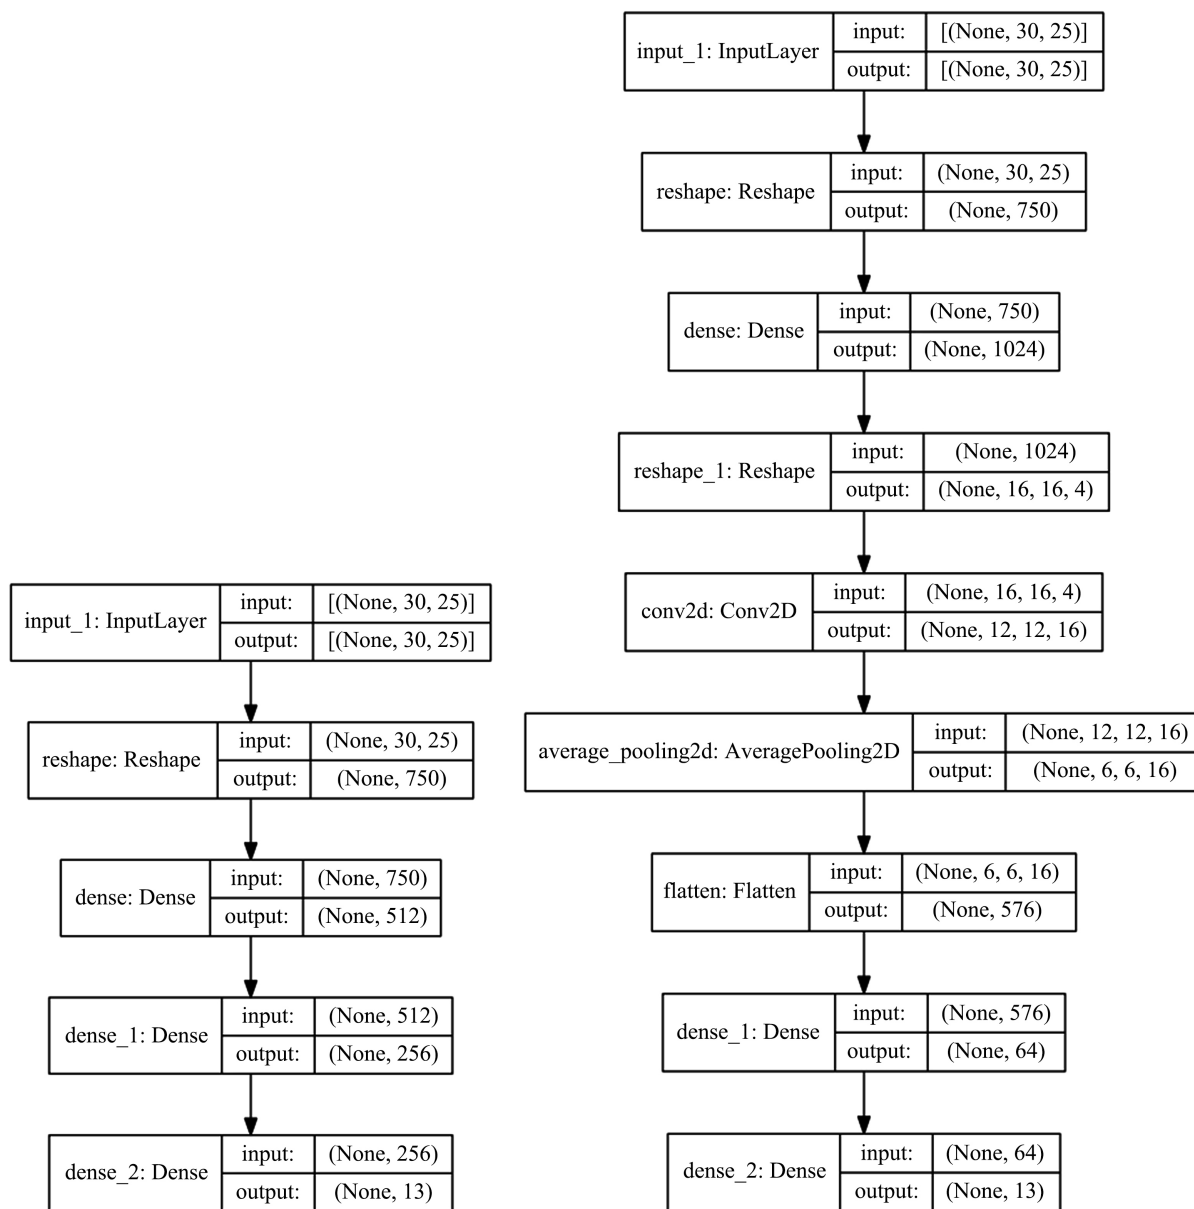 input_1: InputLayer
input: [(None, 30, 25)]
output: [(None, 30, 25)]
reshape: Reshape
input: (None, 30, 25)
output: (None, 750)
dense: Dense
input: (None, 750)
output: (None, 512)
dense_1: Dense
input: (None, 512)
output: (None, 256)
dense_2: Dense
input: (None, 256)
output: (None, 13)
input_1: InputLayer
input: [(None, 30, 25)]
output: [(None, 30, 25)]
reshape: Reshape
input: (None, 30, 25)
output: (None, 750)
dense: Dense
input: (None, 750)
output: (None, 1024)
reshape_1: Reshape
input: (None, 1024)
output: (None, 16, 16, 4)
conv2d: Conv2D
input: (None, 16, 16, 4)
output: (None, 12, 12, 16)
average_pooling2d: AveragePooling2D
input: (None, 12, 12, 16)
output: (None, 6, 6, 16)
flatten: Flatten
input: (None, 6, 6, 16)
output: (None, 576)
dense_1: Dense
input: (None, 576)
output: (None, 64)
dense_2: Dense
input: (None, 64)
output: (None, 13)